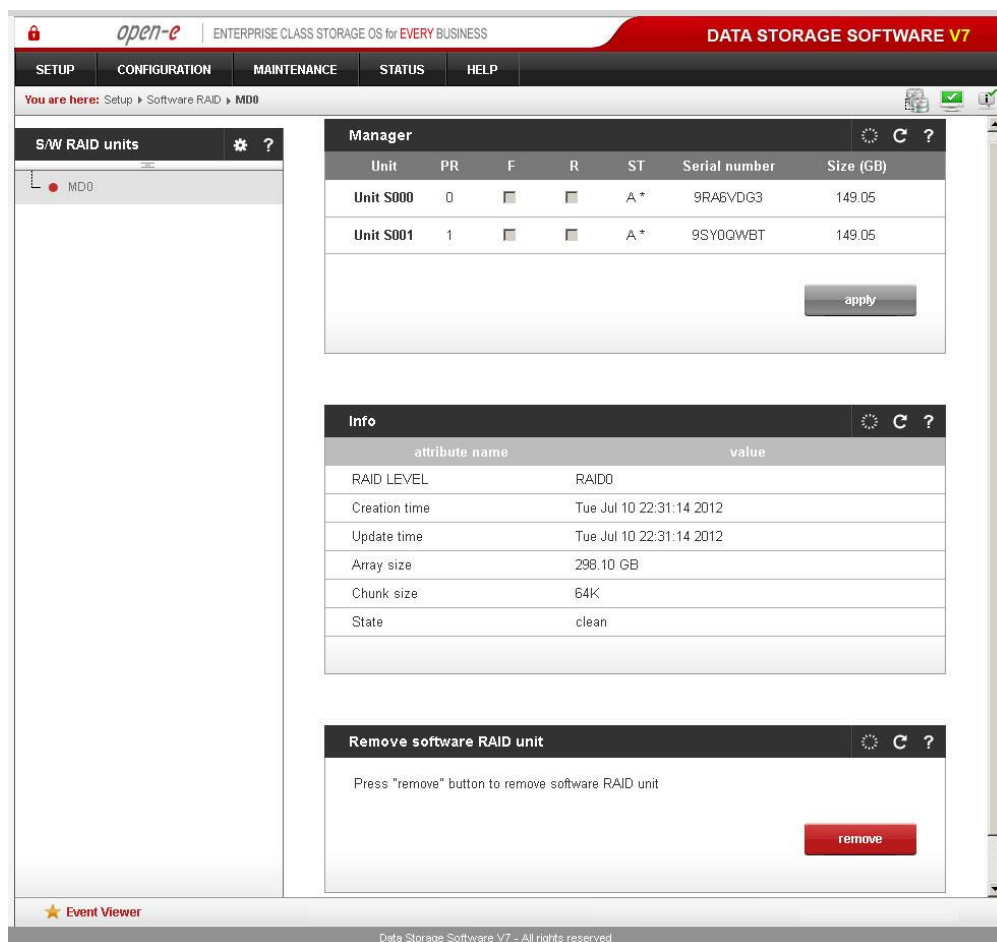 open-e ENTERPRISE CLASS STORAGE OS for EVERY BUSINESS DATA STORAGE SOFTWARE V7
SETUP CONFIGURATION MAINTENANCE STATUS HELP
You are here: Setup Software RAID MD0
S/W RAID units ?
MD0
Manager ?
Unit PR F R ST Serial number Size (GB)
Unit S000 0 A * 9RA6VDG3 149.05
Unit S001 1 A * 9SY0QWBT 149.05
apply
Info ?
attribute name value
RAID LEVEL RAID0
Creation time Tue Jul 10 22:31:14 2012
Update time Tue Jul 10 22:31:14 2012
Array size 298.10 GB
Chunk size 64K
State clean
Remove software RAID unit ?
Press "remove" button to remove software RAID unit
remove
Event Viewer
Data Storage Software V7 - All rights reserved